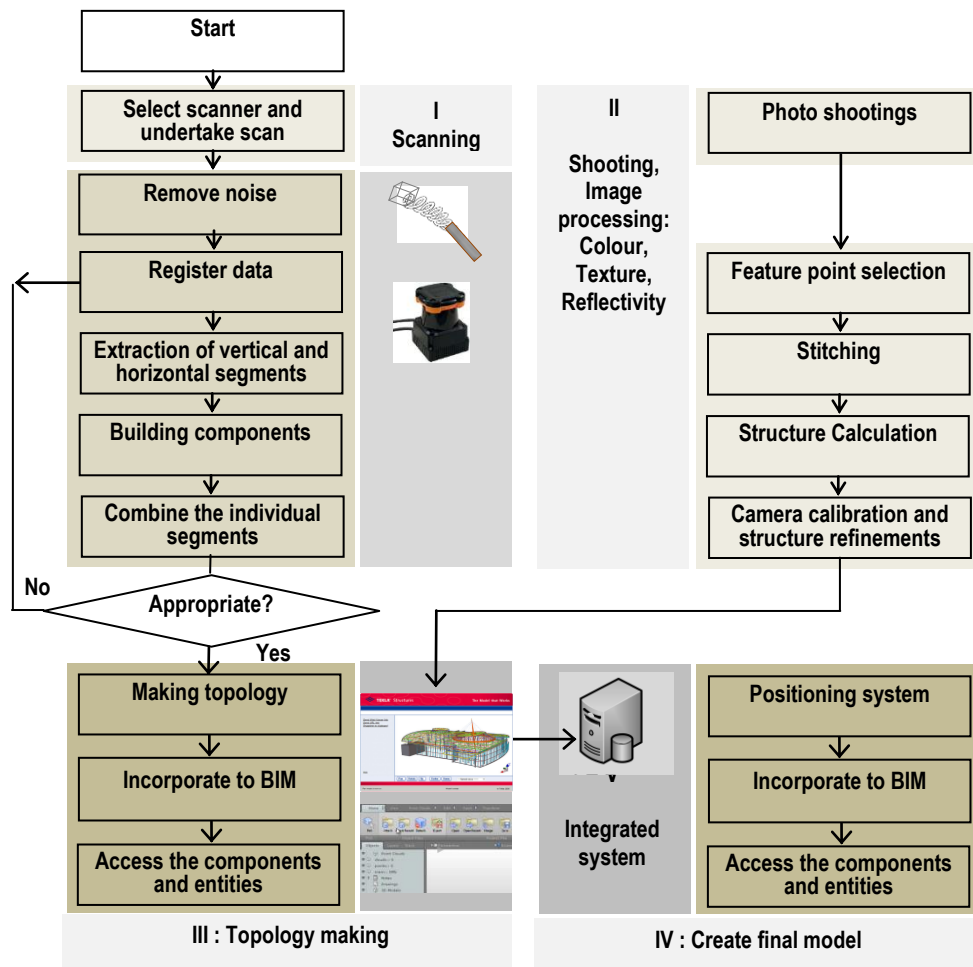 Start
Select scanner and
undertake scan
I
Scanning
Remove noise
Register data
Extraction of vertical and
horizontal segments
Building components
Combine the individual
segments
No
Appropriate?
Yes
II
Shooting,
Image
processing:
Colour,
Texture,
Reflectivity
Photo shootings
Feature point selection
Stitching
Structure Calculation
Camera calibration and
structure refinements
Making topology
Incorporate to BIM
Access the components
and entities
III : Topology making
Structures
Integrated
system
Positioning system
Incorporate to BIM
Access the components
and entities
IV : Create final model